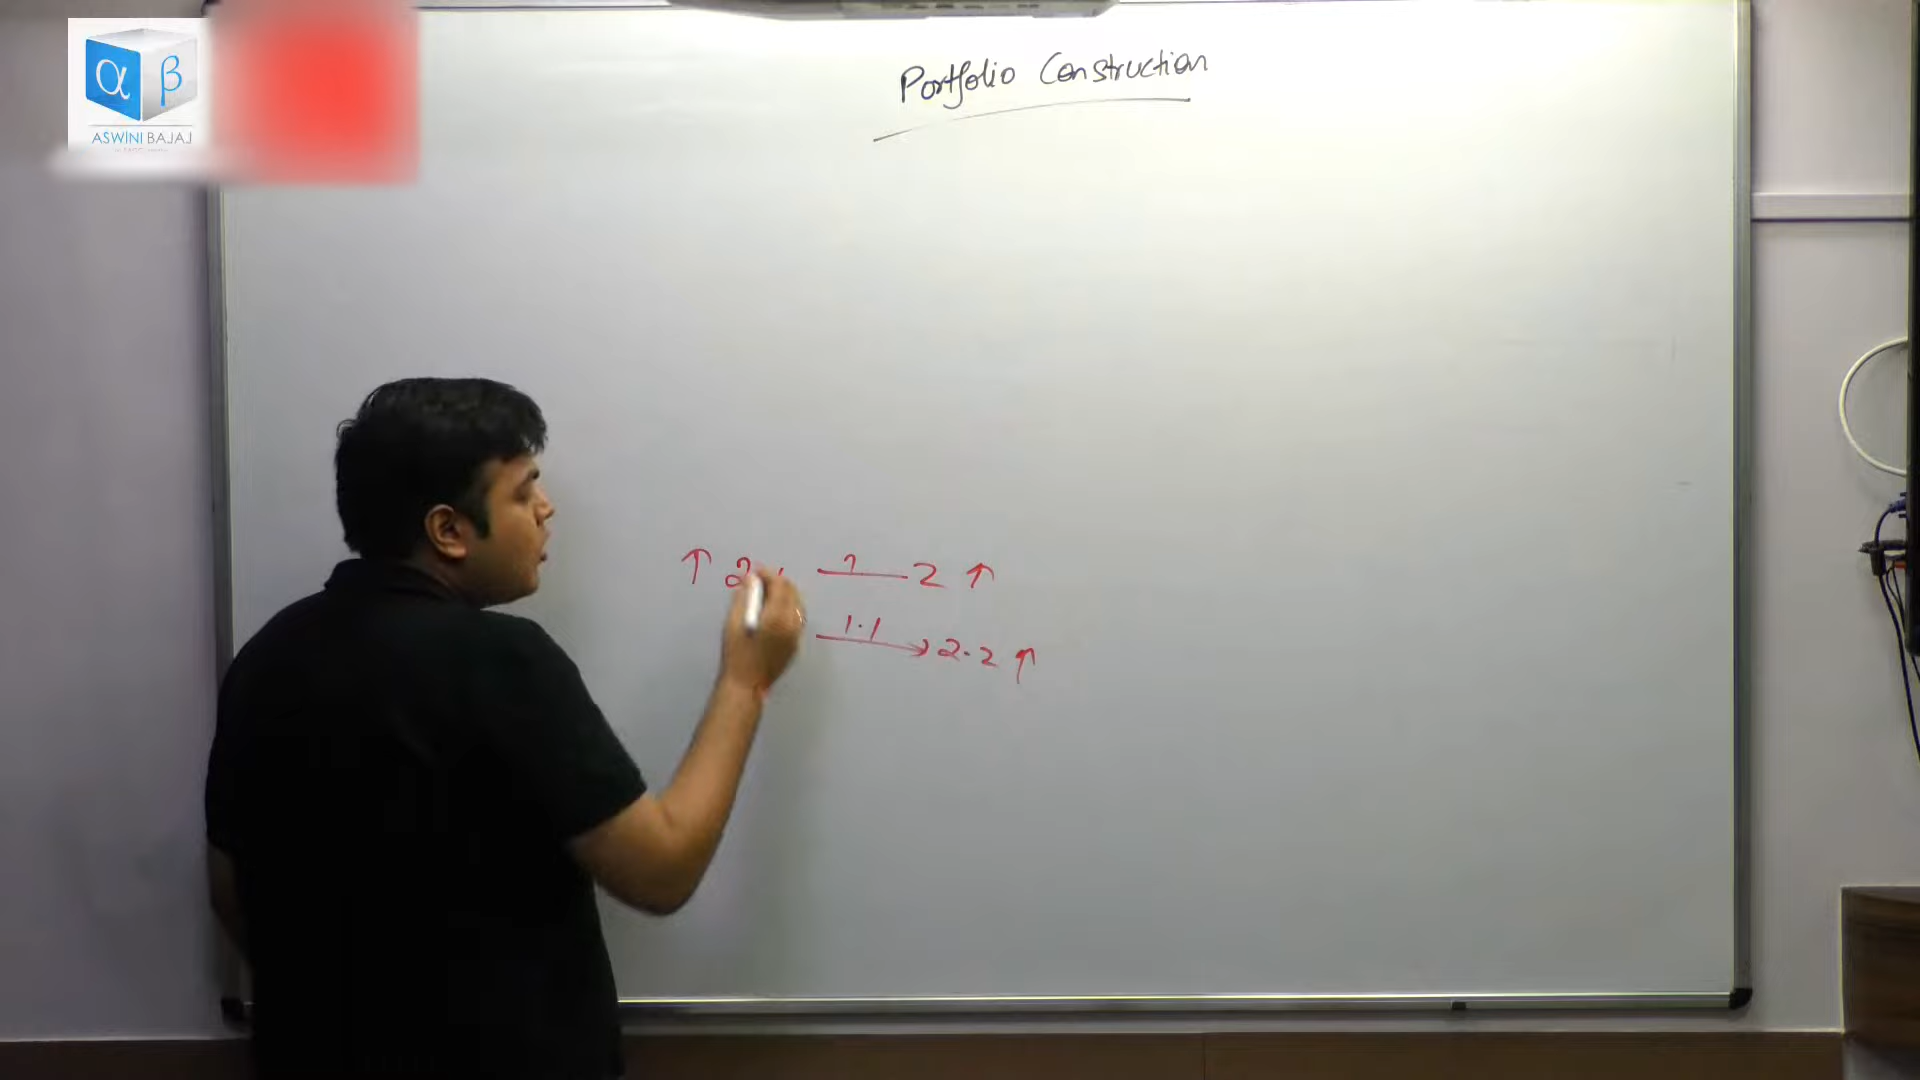 α β
ASWINI BAJAJ
Portfolio Construction
↑ 2 1 2 ↑
1.1 2.2 ↑